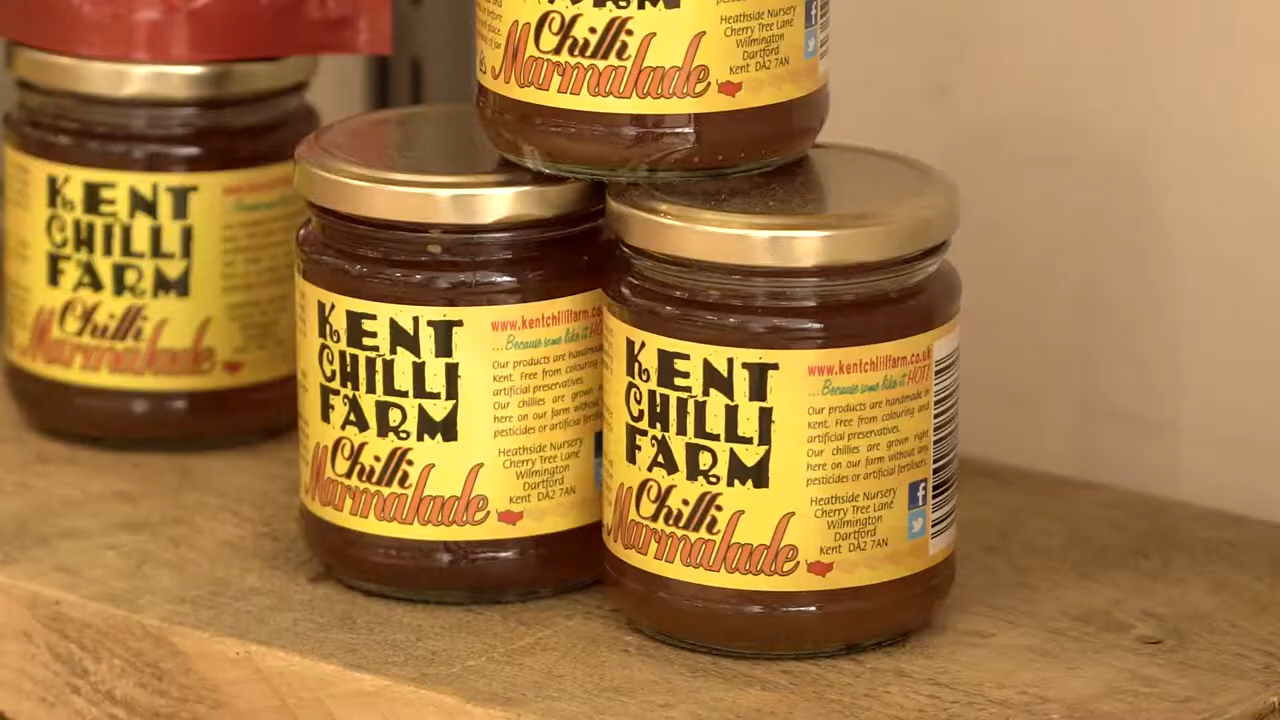 FARM
Chilli
Marmalade
Heathside Nursery
Cherry Tree Lane
Wilmington
Dartford
Kent DA2 7AN
f
KENT
CHILLI
FARM
Chilli
Marmalade
KENT
CHILLI
FARM
Chilli
Marmalade
www.kentchillifarm.co
...Because some like it HO
Our products are handmade
Kent. Free from colouring
artificial preservatives.
Our chillies are grown
here on our farm without
pesticides or artificial
Heathside Nursery
Cherry Tree Lane
Wilmington
Dartford
Kent DA2 7AN
KENT
CHILLI
FARM
Chilli
Marmalade
www.kentchillifarm.co.uk
...Because some like it HOT!
Our products are handmade in
Kent. Free from colouring and
artificial preservatives.
Our chillies are grown right
here on our farm without any
pesticides or artificial fertilisers.
Heathside Nursery
Cherry Tree Lane
Wilmington
Dartford
Kent DA2 7AN
f